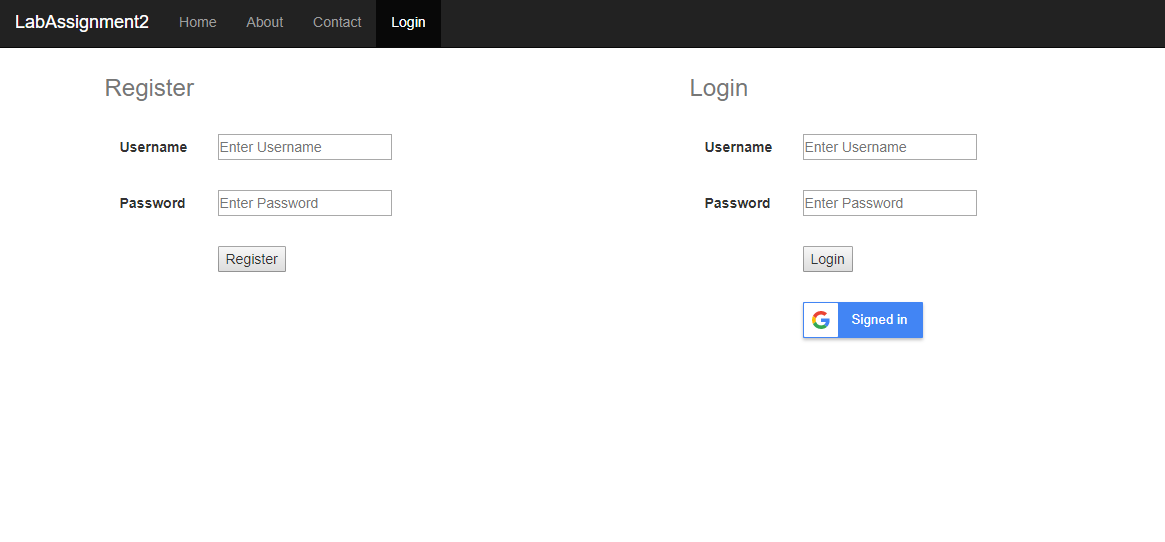 LabAssignment2 Home About Contact Login
Register
Username Enter Username
Password Enter Password
Register
Login
Username Enter Username
Password Enter Password
Login
G Signed in